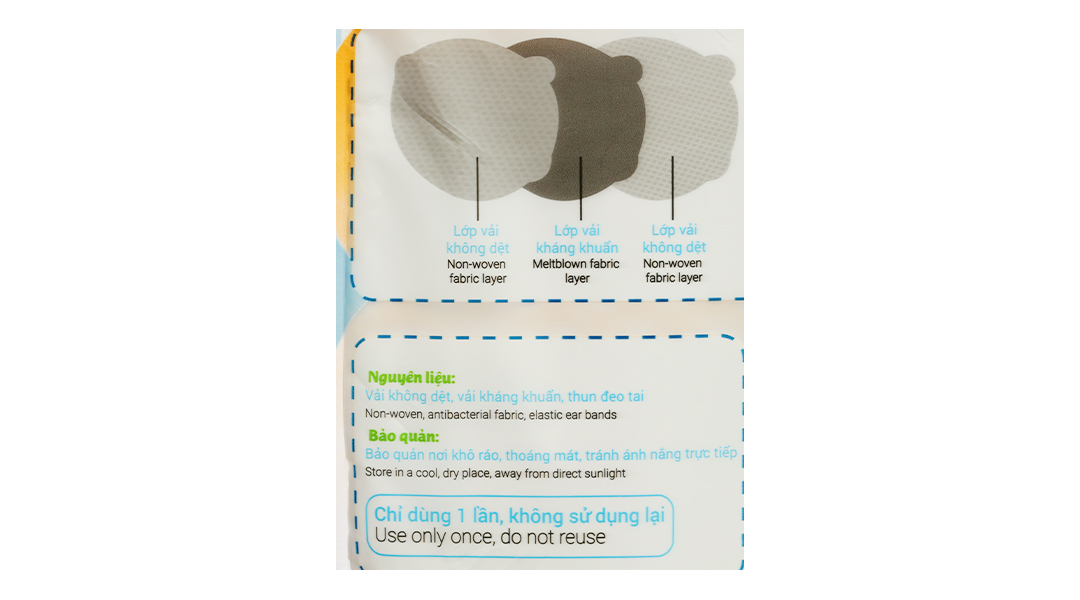 Lớp vải
không dệt
Non-woven
fabric layer
Lớp vải
kháng khuẩn
Meltblown fabric
layer
Lớp vải
không dệt
Non-woven
fabric layer
Nguyên liệu:
Vải không dệt, vải kháng khuẩn, thun đeo tai
Non-woven, antibacterial fabric, elastic ear bands
Bảo quản:
Bảo quản nơi khô ráo, thoáng mát, tránh ánh nắng trực tiếp
Store in a cool, dry place, away from direct sunlight
Chỉ dùng 1 lần, không sử dụng lại
Use only once, do not reuse